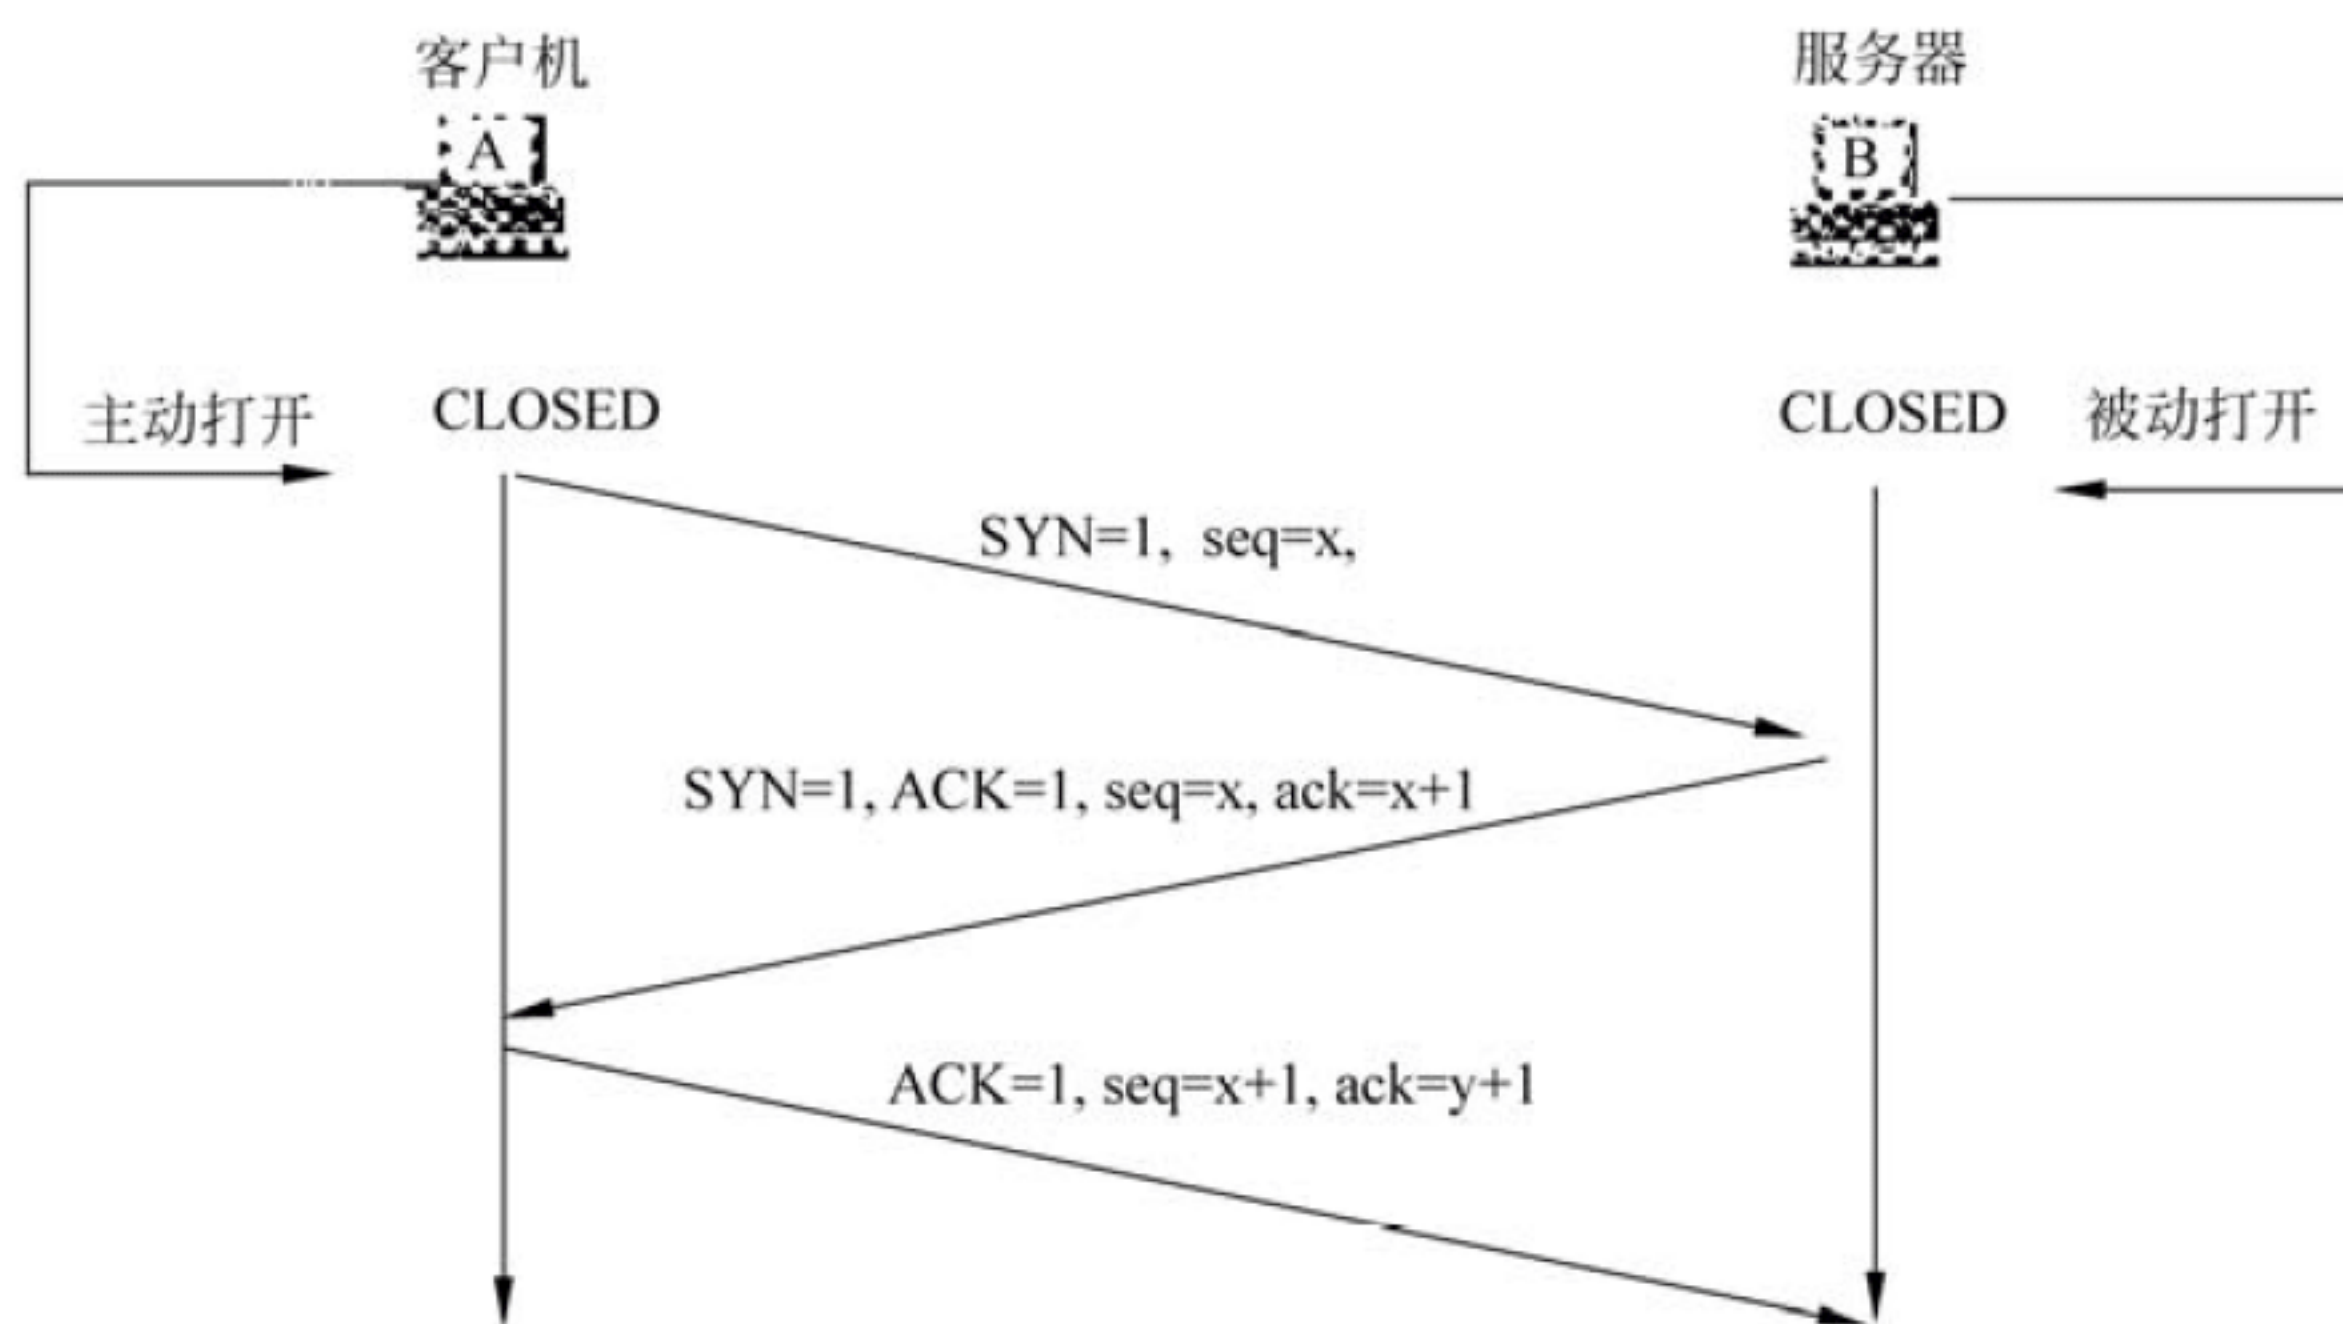 客户机
服务器
A
B
主动打开
CLOSED
CLOSED
被动打开
SYN=1, seq=x,
SYN=1, ACK=1, seq=x, ack=x+1
ACK=1, seq=x+1, ack=y+1